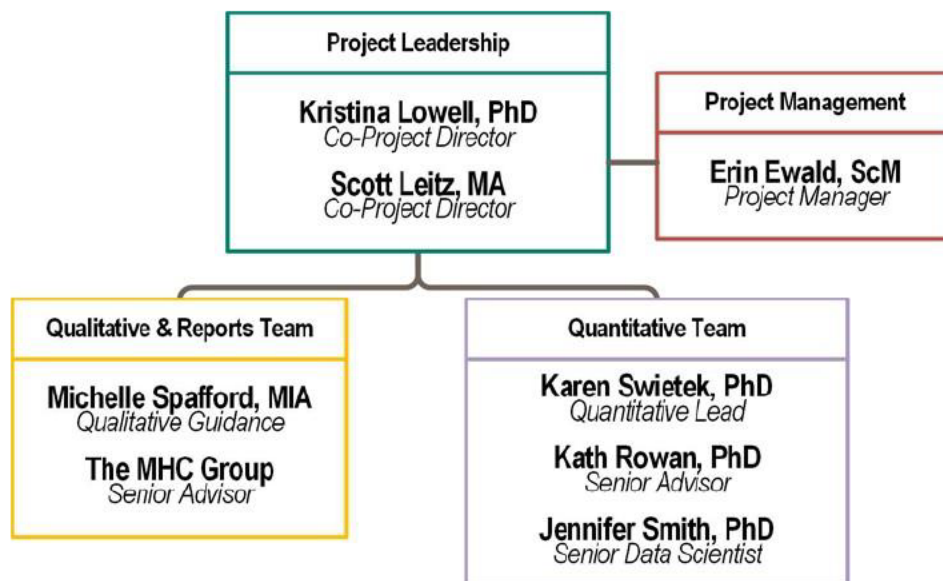 Project Leadership
Kristina Lowell, PhD
Co-Project Director
Scott Leitz, MA
Co-Project Director
Project Management
Erin Ewald, ScM
Project Manager
Qualitative & Reports Team
Michelle Spafford, MIA
Qualitative Guidance
The MHC Group
Senior Advisor
Quantitative Team
Karen Swietek, PhD
Quantitative Lead
Kath Rowan, PhD
Senior Advisor
Jennifer Smith, PhD
Senior Data Scientist